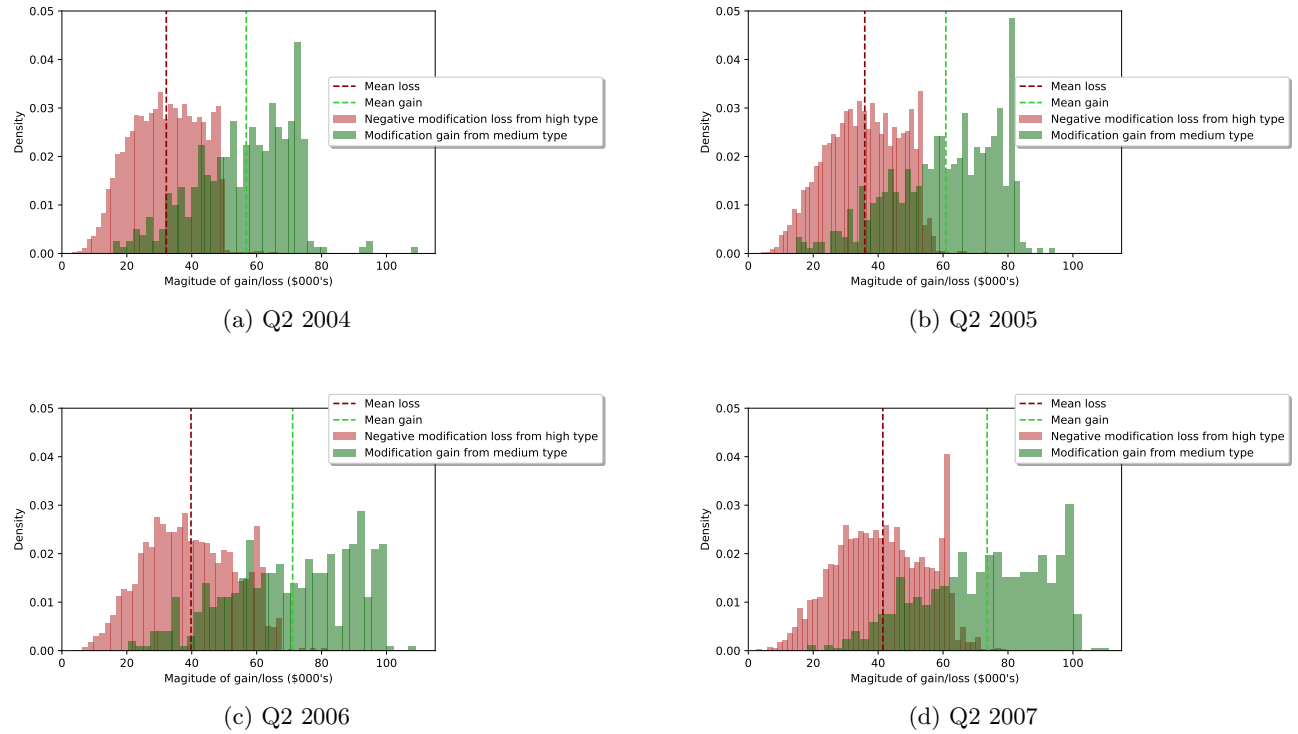 0.05
0.04
0.03
0.02
0.01
0.00
Density
0 20 40 60 80 100
Magitude of gain/loss ($000's)
Mean loss
Mean gain
Negative modification loss from high type
Modification gain from medium type
(a) Q2 2004
0.05
0.04
0.03
0.02
0.01
0.00
Density
0 20 40 60 80 100
Magitude of gain/loss ($000's)
Mean loss
Mean gain
Negative modification loss from high type
Modification gain from medium type
(b) Q2 2005
0.05
0.04
0.03
0.02
0.01
0.00
Density
0 20 40 60 80 100
Magitude of gain/loss ($000's)
Mean loss
Mean gain
Negative modification loss from high type
Modification gain from medium type
(c) Q2 2006
0.05
0.04
0.03
0.02
0.01
0.00
Density
0 20 40 60 80 100
Magitude of gain/loss ($000's)
Mean loss
Mean gain
Negative modification loss from high type
Modification gain from medium type
(d) Q2 2007